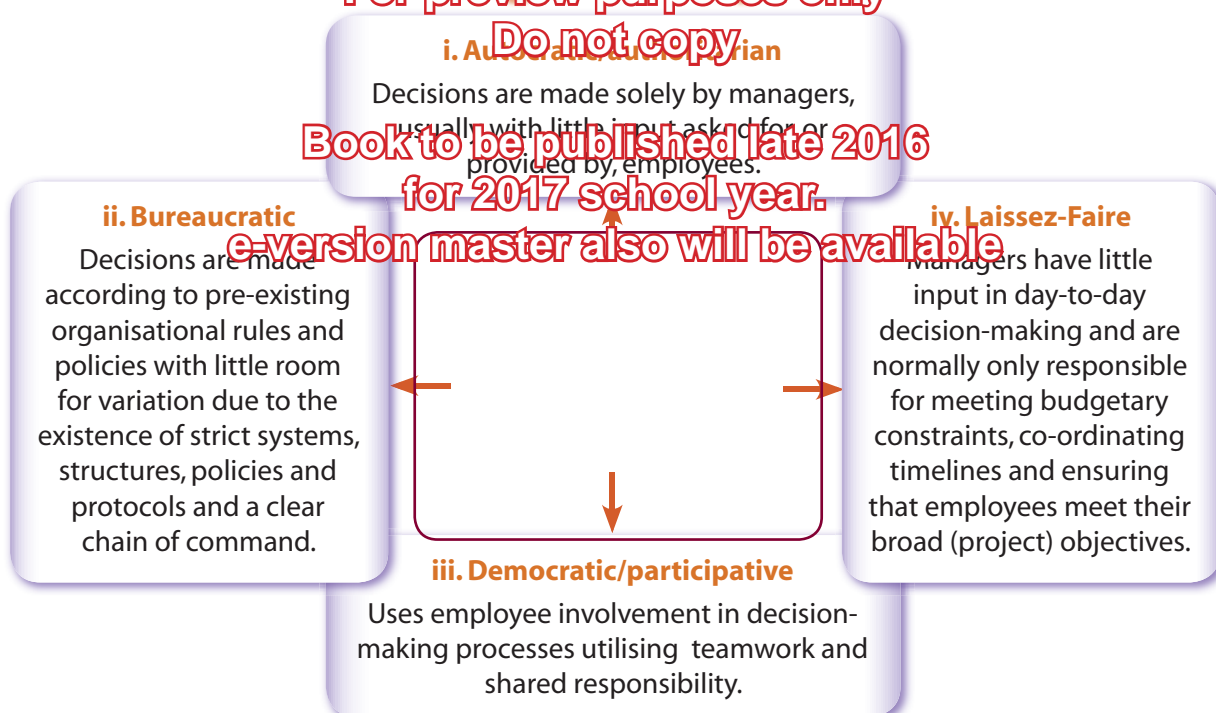 For preview purposes only
Do not copy
i. Autocratic/authoritarian
Decisions are made solely by managers,
usually with little input asked for or
provided by, employees.
Book to be published late 2016
for 2017 school year.
e-version master also will be available
ii. Bureaucratic
Decisions are made
according to pre-existing
organisational rules and
policies with little room
for variation due to the
existence of strict systems,
structures, policies and
protocols and a clear
chain of command.
iv. Laissez-Faire
Managers have little
input in day-to-day
decision-making and are
normally only responsible
for meeting budgetary
constraints, co-ordinating
timelines and ensuring
that employees meet their
broad (project) objectives.
iii. Democratic/participative
Uses employee involvement in decision-
making processes utilising teamwork and
shared responsibility.